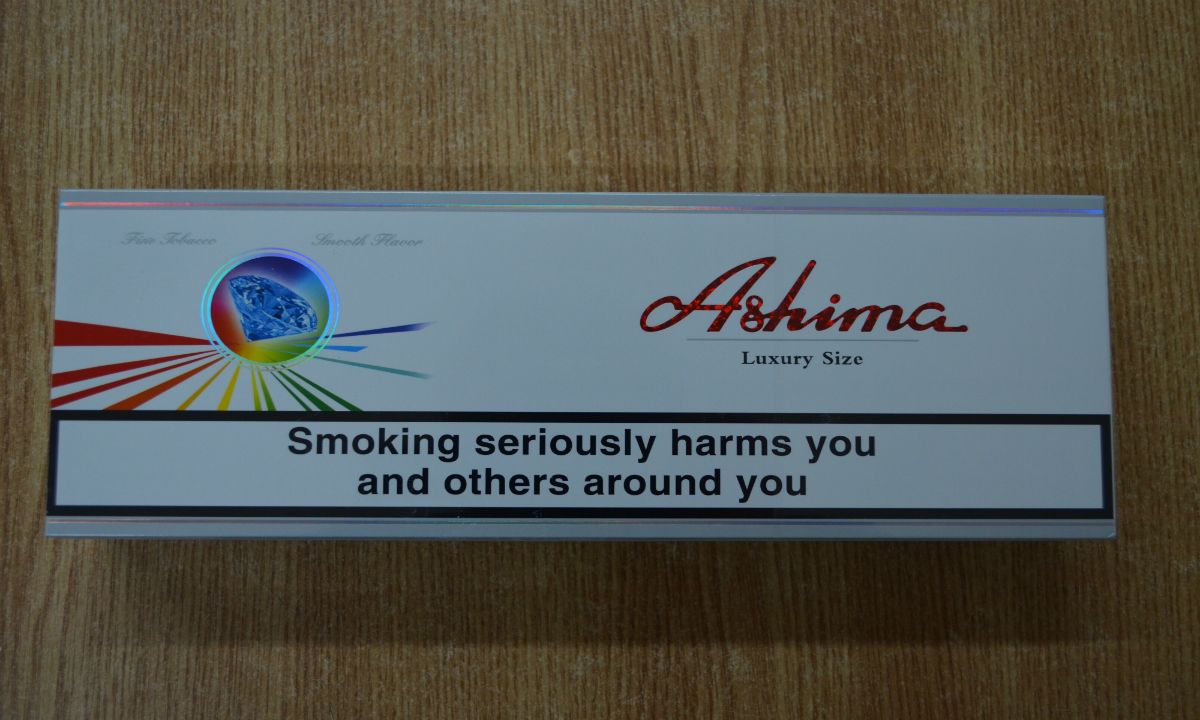 Fine Tobacco
Smooth Flavor
Ashima
Luxury Size
Smoking seriously harms you
and others around you